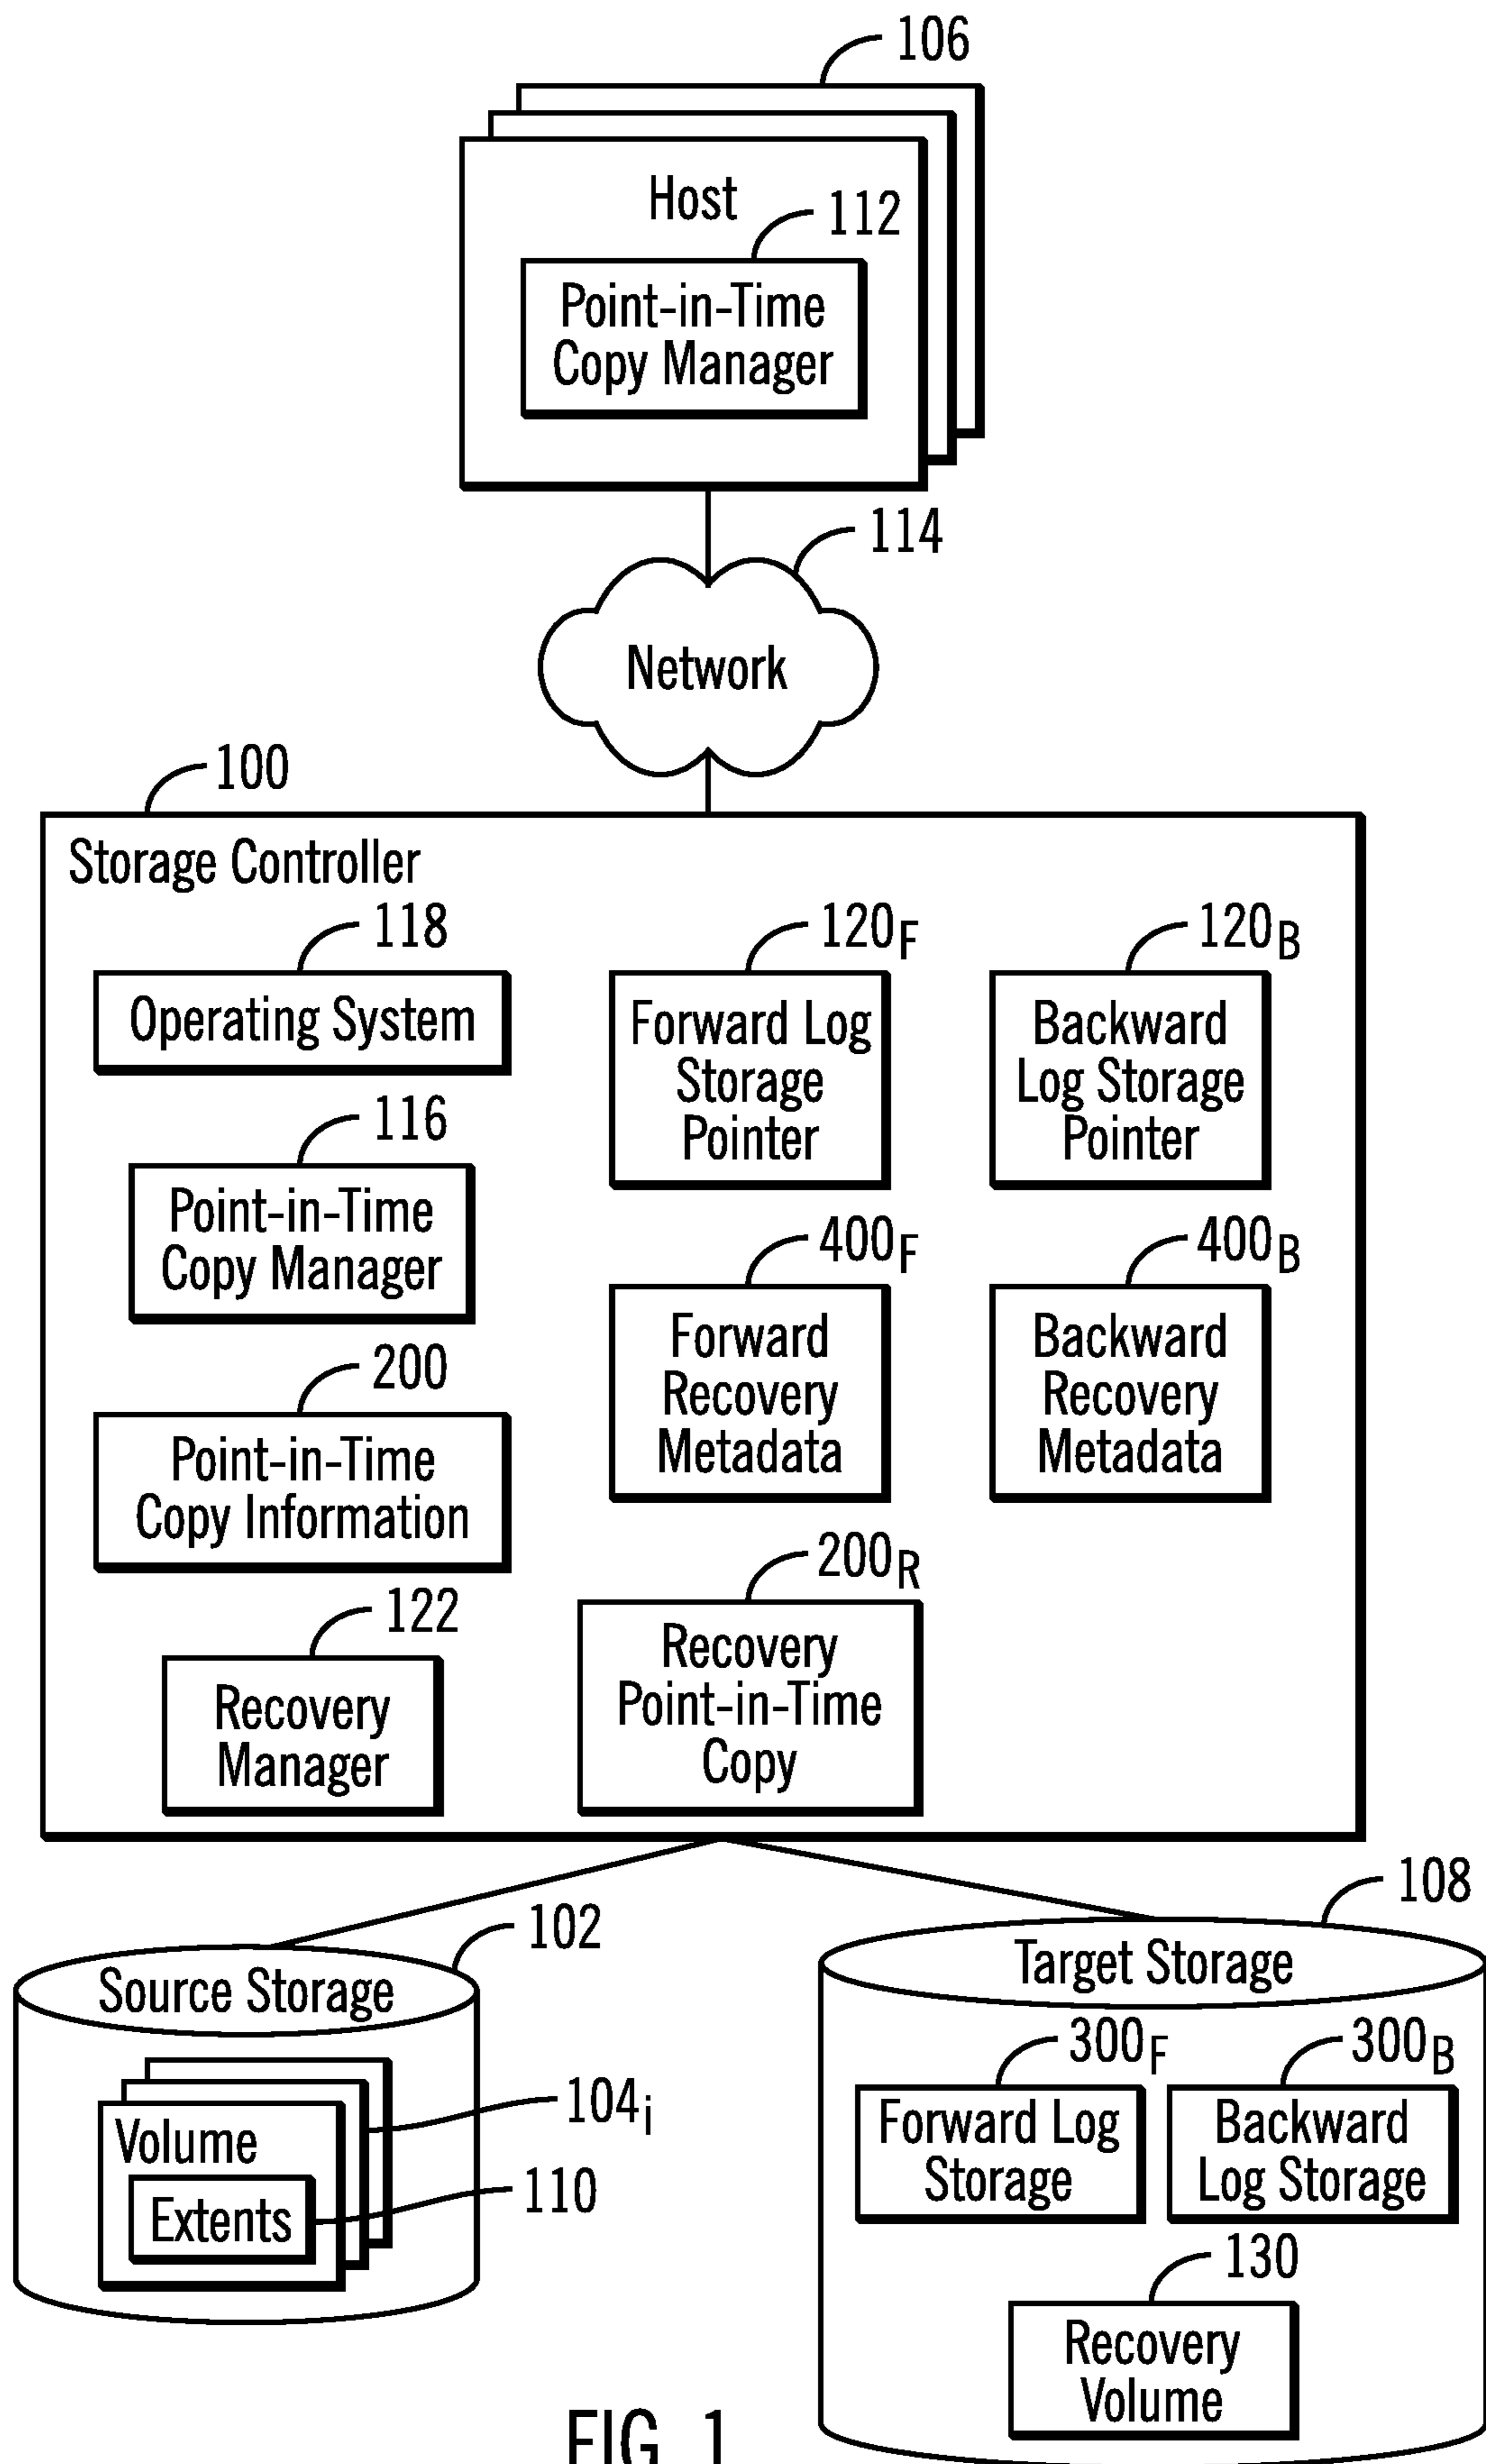 106
Host
112
Point-in-Time
Copy Manager
114
Network
100
Storage Controller
118
Operating System
120F
Forward Log
Storage
Pointer
120B
Backward
Log Storage
Pointer
116
Point-in-Time
Copy Manager
400F
Forward
Recovery
Metadata
400B
Backward
Recovery
Metadata
200
Point-in-Time
Copy Information
200R
Recovery
Point-in-Time
Copy
122
Recovery
Manager
102
Source Storage
104i
Volume
110
Extents
108
Target Storage
300F
Forward Log
Storage
300B
Backward
Log Storage
130
Recovery
Volume
FIG. 1